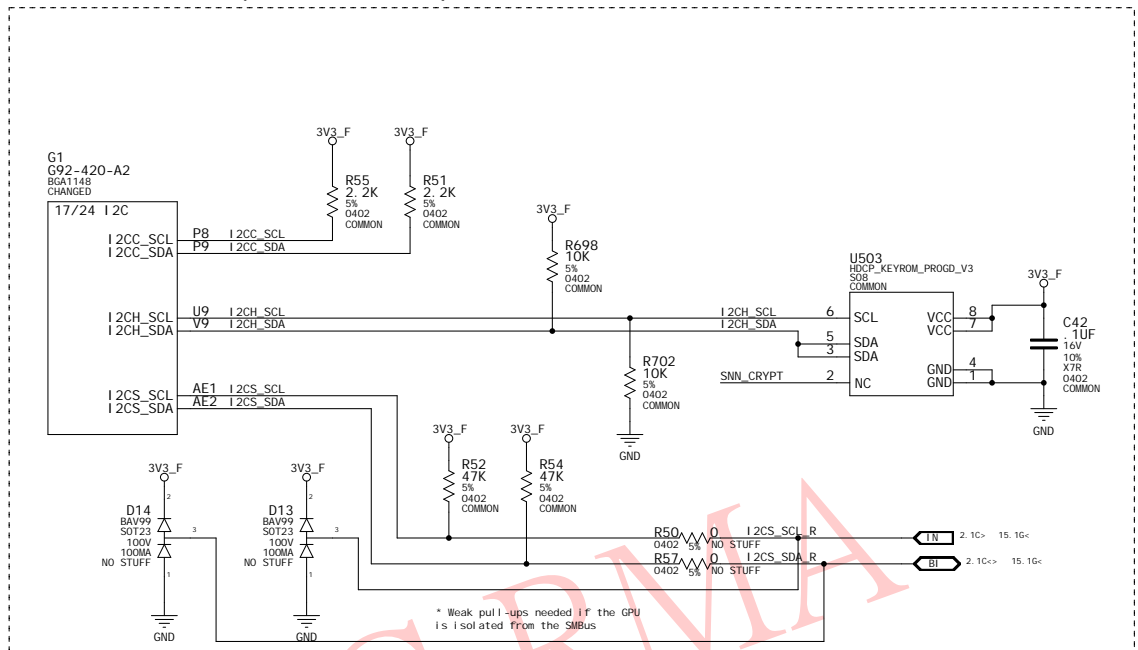 3V3_F
3V3_F
G1
G92-420-A2
BGA1148
CHANGED
R55
2.2K
5%
0402
COMMON
R51
2.2K
5%
0402
COMMON
17/24 I2C
I2CC_SCL P8 I2CC_SCL
I2CC_SDA P9 I2CC_SDA
3V3_F
R698
10K
5%
0402
COMMON
U503
HDCP_KEYROM_PROGD_V3
SO8
COMMON
3V3_F
I2CH_SCL U9 I2CH_SCL
I2CH_SDA V9 I2CH_SDA
I2CH_SCL 6 SCL
I2CH_SDA
5 SDA
3 SDA
SNN_CRYPT 2 NC
VCC 8
VCC 7
GND 4
GND 1
C42
.1UF
16V
10%
X7R
0402
COMMON
GND
R702
10K
5%
0402
COMMON
GND
I2CS_SCL AE1 I2CS_SCL
I2CS_SDA AE2 I2CS_SDA
3V3_F
3V3_F
R52
47K
5%
0402
COMMON
R54
47K
5%
0402
COMMON
3V3_F
3V3_F
2
D14
BAV99
SOT23
100V
100MA
NO STUFF
3
1
GND
2
D13
BAV99
SOT23
100V
100MA
NO STUFF
3
1
GND
R50 0 I2CS_SCL_R
0402 5% NO STUFF
IN 2.1C> 15.1G<
R57 0 I2CS_SDA_R
0402 5% NO STUFF
BI 2.1C<> 15.1G<
* Weak pull-ups needed if the GPU
is isolated from the SMBus
RMA